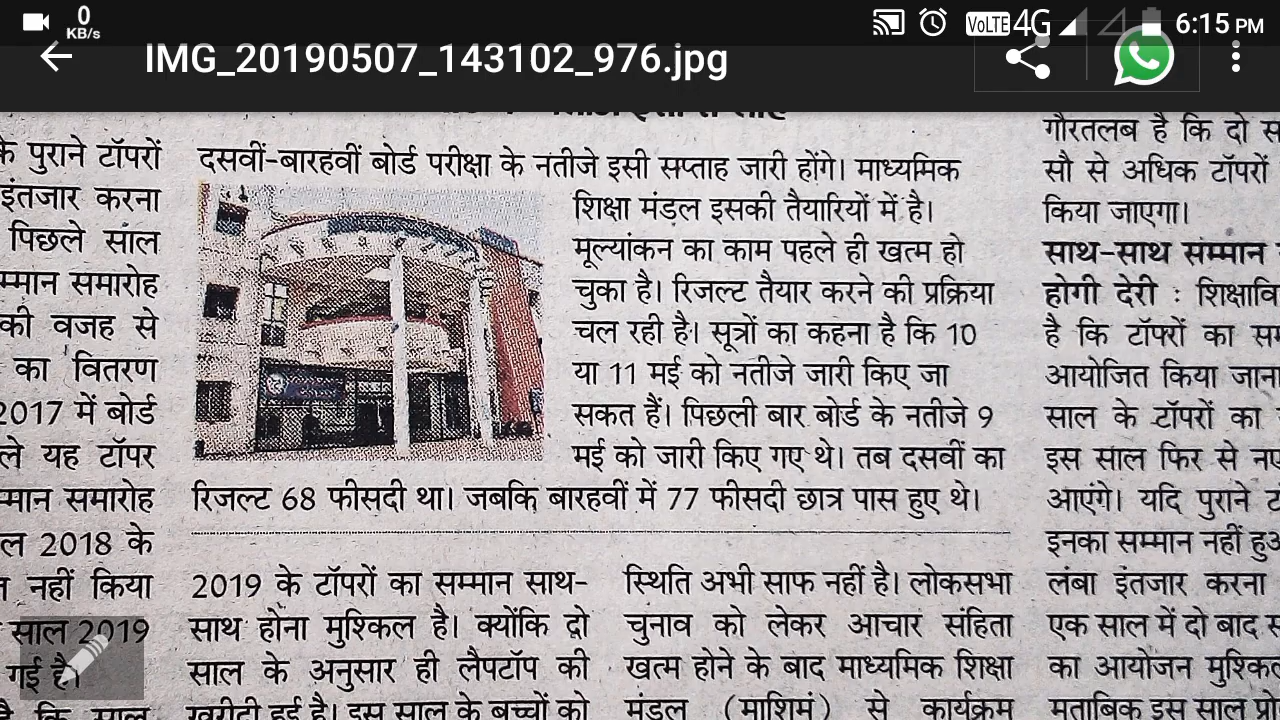 0
KB/s
VoLTE 4G 6:15 PM
IMG_20190507_143102_976.jpg
के पुराने टॉपरों
इंतजार करना
पिछले साल
म्मान समारोह
की वजह से
का वितरण
2017 में बोर्ड
ले यह टॉपर
म्मान समारोह
ल 2018 के
नहीं किया
साल 2019
गई है।
दसवीं-बारहवीं बोर्ड परीक्षा के नतीजे इसी सप्ताह जारी होंगे। माध्यमिक
शिक्षा मंडल इसकी तैयारियों में है।
मूल्यांकन का काम पहले ही खत्म हो
चुका है। रिजल्ट तैयार करने की प्रक्रिया
चल रही है। सूत्रों का कहना है कि 10
या 11 मई को नतीजे जारी किए जा
सकत हैं। पिछली बार बोर्ड के नतीजे 9
मई को जारी किए गए थे। तब दसवीं का
रिजल्ट 68 फीसदी था। जबकि बारहवीं में 77 फीसदी छात्र पास हुए थे।
2019 के टॉपरों का सम्मान साथ-
साथ होना मुश्किल है। क्योंकि दो
साल के अनुसार ही लैपटॉप की
खरीदी हुई है। इस साल के बच्चों को
स्थिति अभी साफ नहीं है। लोकसभा
चुनाव को लेकर आचार संहिता
खत्म होने के बाद माध्यमिक शिक्षा
मंडल (माशिमं) से कार्यक्रम
गौरतलब है कि दो
सौ से अधिक टॉपरों
किया जाएगा।
साथ-साथ सम्मान
होगी देरी : शिक्षावि
है कि टॉपरों का
आयोजित किया जाना
साल के टॉपरों का
इस साल फिर से नए
आएंगे। यदि पुराने
इनका सम्मान नहीं
लंबा इंतजार करना
एक साल में दो बाद
का आयोजन मुश्किल
मुताबिक इस साल